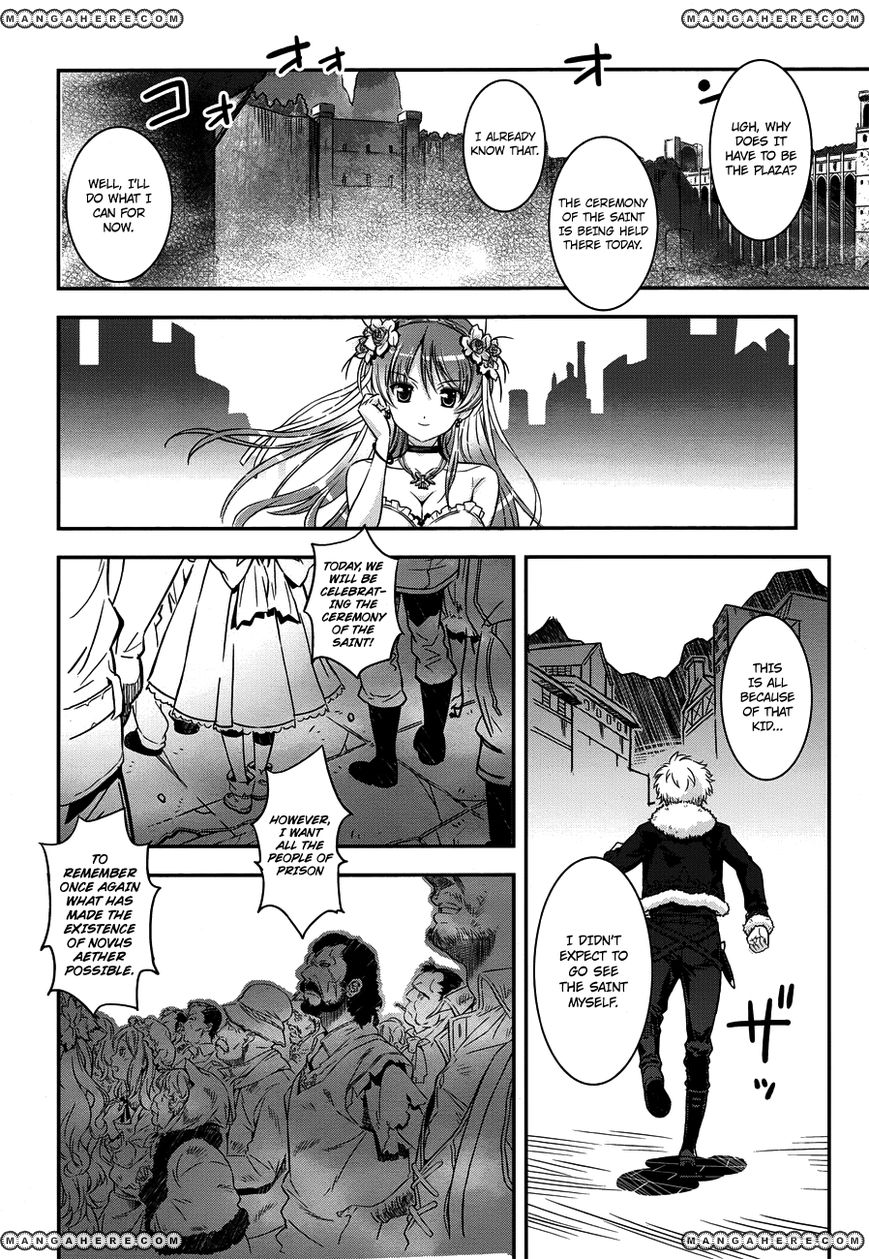 MANGAHERE.COM
MANGAHERE.COM
UGH, WHY
DOES IT
HAVE TO BE
THE PLAZA?
THE CEREMONY
OF THE SAINT
IS BEING HELD
THERE TODAY.
I ALREADY
KNOW THAT.
WELL, I'LL
DO WHAT I
CAN FOR
NOW.
オ
オ
オ
コ
THIS
IS ALL
BECAUSE
OF THAT
KID...
I DIDN'T
EXPECT TO
GO SEE
THE SAINT
MYSELF.
ザッ
TODAY, WE
WILL BE
CELEBRAT-
ING THE
CEREMONY
OF THE SAINT!
HOWEVER,
I WANT
ALL THE
PEOPLE OF
PRISON
TO
REMEMBER
ONCE AGAIN
WHAT HAS
MADE THE
EXISTENCE
OF NOVUS
AETHER
POSSIBLE.
MANGAHERE.COM
MANGAHERE.COM